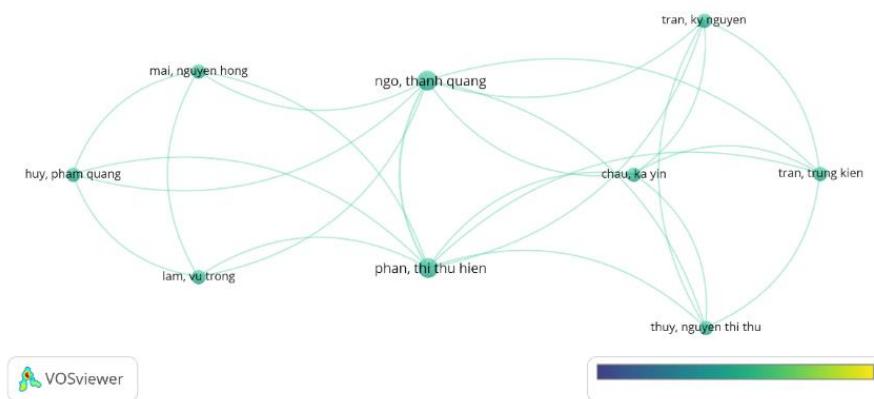 tran, ky nguyen
mai, nguyen hong
ngo, thanh quang
huy, pham quang
chau, ka yin
tran, trung kien
lam, vu trong
phan, thi thu hien
thuy, nguyen thi thu
VOSviewer